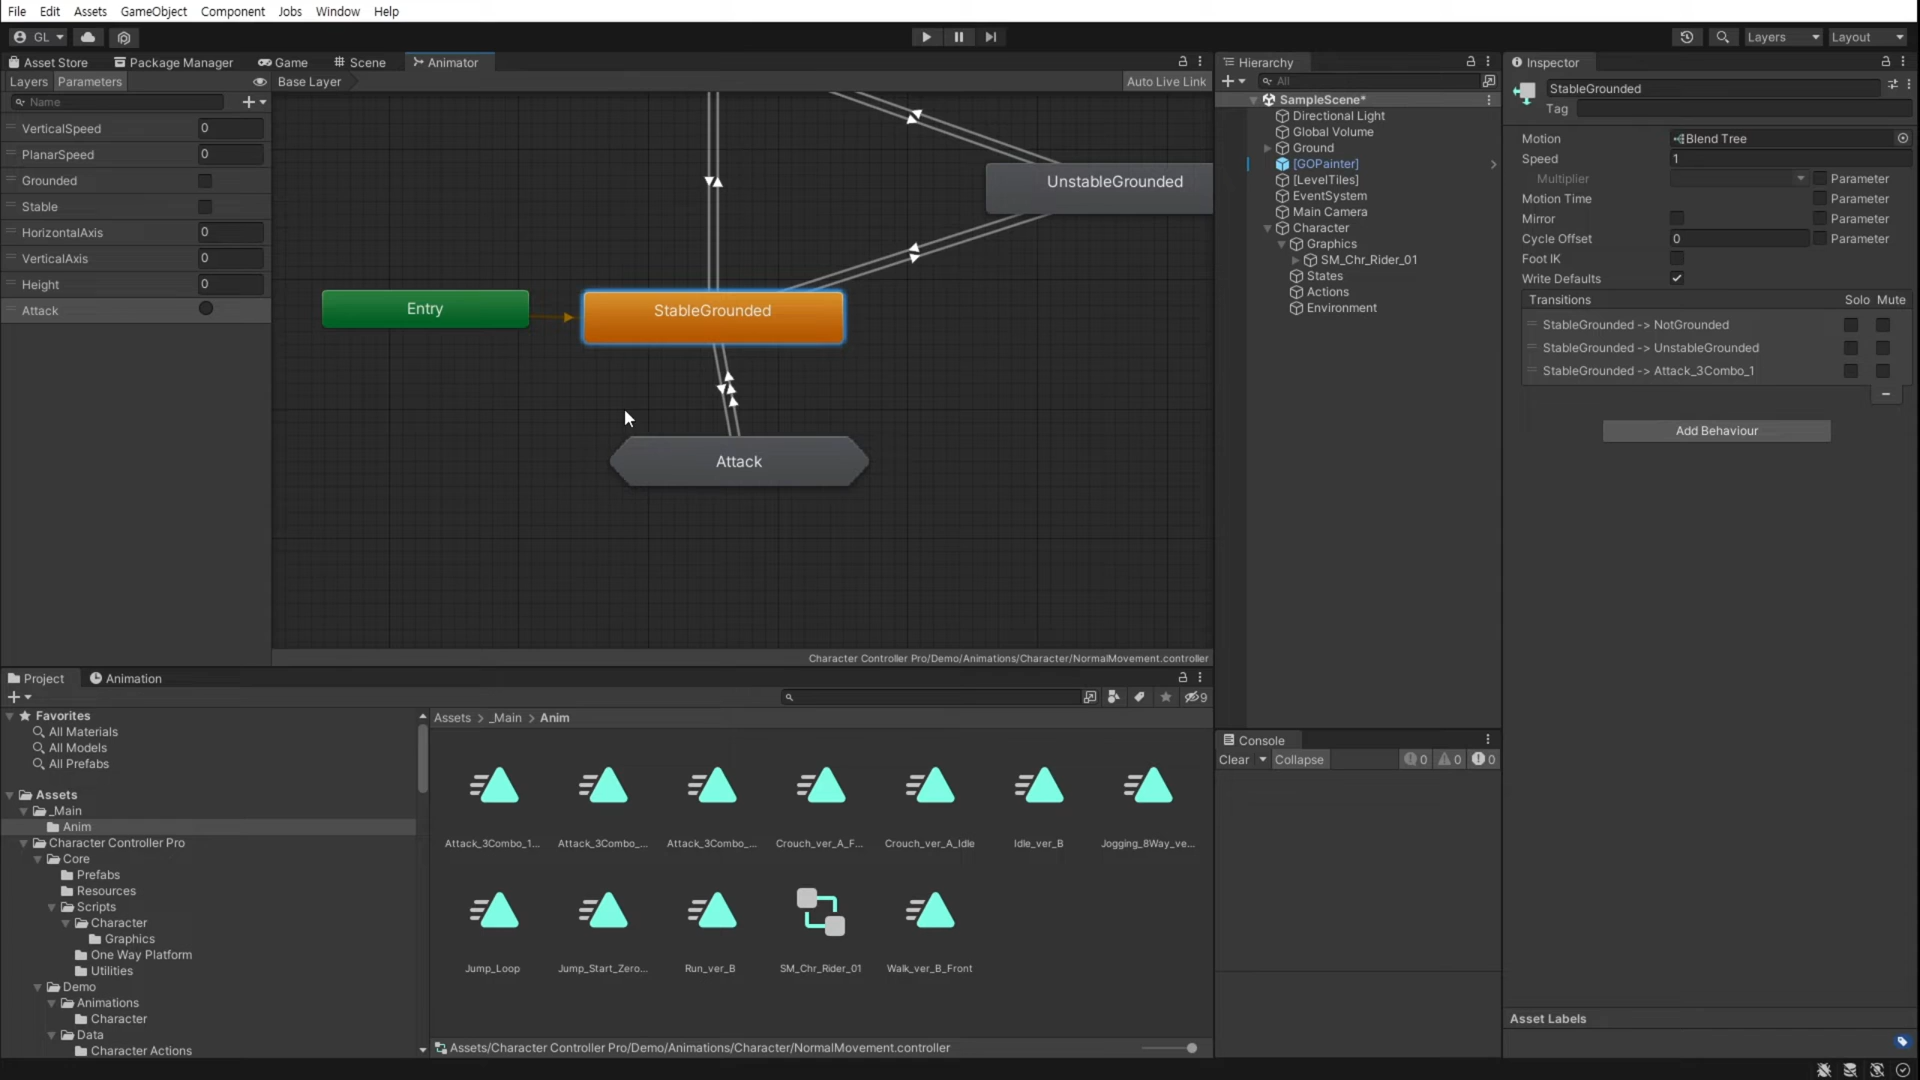 File Edit Assets GameObject Component Jobs Window Help
GL Layers Layout
Asset Store Package Manager Game Scene Animator
Layers Parameters Base Layer Auto Live Link
Name
VerticalSpeed 0
PlanarSpeed 0
Grounded
Stable
HorizontalAxis 0
VerticalAxis 0
Height 0
Attack
UnstableGrounded
Entry
StableGrounded
Attack
Character Controller Pro/Demo/Animations/Character/NormalMovement.controller
Hierarchy
All
SampleScene*
Directional Light
Global Volume
Ground
[GOPainter]
[LevelTiles]
EventSystem
Main Camera
Character
Graphics
SM_Chr_Rider_01
States
Actions
Environment
Inspector
StableGrounded
Tag
Motion Blend Tree
Speed 1
Multiplier Parameter
Motion Time Parameter
Mirror Parameter
Cycle Offset 0 Parameter
Foot IK
Write Defaults
Transitions Solo Mute
StableGrounded -> NotGrounded
StableGrounded -> UnstableGrounded
StableGrounded -> Attack_3Combo_1
Add Behaviour
Asset Labels
Console
Clear Collapse 0 0 0
Project Animation
9
Favorites
All Materials
All Models
All Prefabs
Assets
_Main
Anim
Character Controller Pro
Core
Prefabs
Resources
Scripts
Character
Graphics
One Way Platform
Utilities
Demo
Animations
Character
Data
Character Actions
Assets > _Main > Anim
Attack_3Combo_1... Attack_3Combo_... Attack_3Combo_... Crouch_ver_A_F... Crouch_ver_A_Idle Idle_ver_B Jogging_8Way_ve...
Jump_Loop Jump_Start_Zero... Run_ver_B SM_Chr_Rider_01 Walk_ver_B_Front
Assets/Character Controller Pro/Demo/Animations/Character/NormalMovement.controller